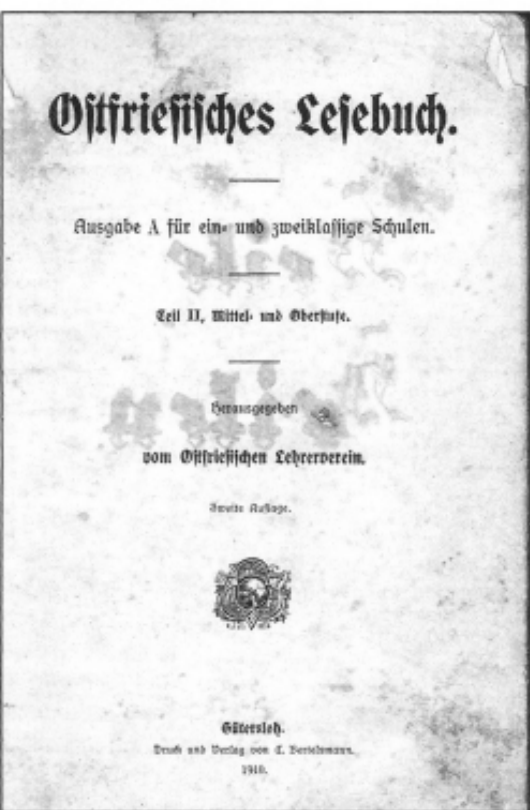 Ostfriesisches Lesebuch.
Ausgabe A für ein- und zweiklassige Schulen.
Teil II, Mittel- und Oberstufe.
Herausgegeben
vom Ostfriesischen Lehrerverein.
Zweite Auflage.
Gütersloh.
Druck und Verlag von C. Bertelsmann.
1910.